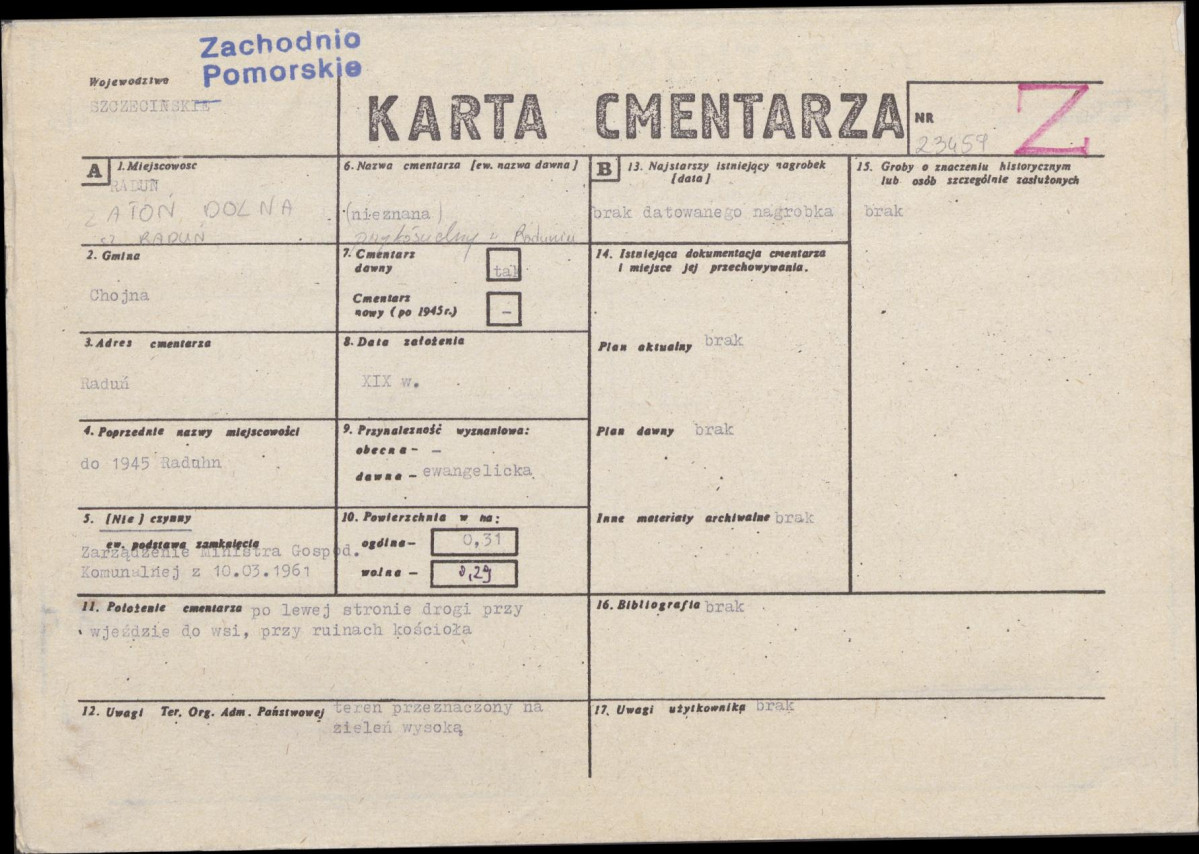 Zachodnio
Pomorskie
Województwo
SZCZECIŃSKIE
KARTA CMENTARZA
NR
23459
Z
A
1. Miejscowość
RADUŃ
ZATOŃ DOLNA
RADUŃ
2. Gmina
Chojna
3. Adres cmentarza
Raduń
4. Poprzednie nazwy miejscowości
do 1945 Raduhn
5. [Nie] czynny
ew. podstawa zamknięcia
Zarządzenie Ministra Gospod.
Komunalnej z 10.03.1961
6. Nazwa cmentarza [ew. nazwa dawna]
(nieznana)
w Raduniu
7. Cmentarz
dawny
tak
Cmentarz
nowy (po 1945 r.)
–
8. Data założenia
XIX w.
9. Przynależność wyznaniowa:
obecna – –
dawna – ewangelicka
10. Powierzchnia w ha:
ogólna – 0,31
wolna – 0,29
11. Położenie cmentarza po lewej stronie drogi przy
wjeździe do wsi, przy ruinach kościoła
12. Uwagi Ter. Org. Adm. Państwowej teren przeznaczony na
zieleń wysoką
B
13. Najstarszy istniejący nagrobek
[data]
brak datowanego nagrobka
14. Istniejąca dokumentacja cmentarza
i miejsce jej przechowywania.
Plan aktualny brak
Plan dawny brak
Inne materiały archiwalne brak
15. Groby o znaczeniu historycznym
lub osób szczególnie zasłużonych
brak
16. Bibliografia brak
17. Uwagi użytkownika brak